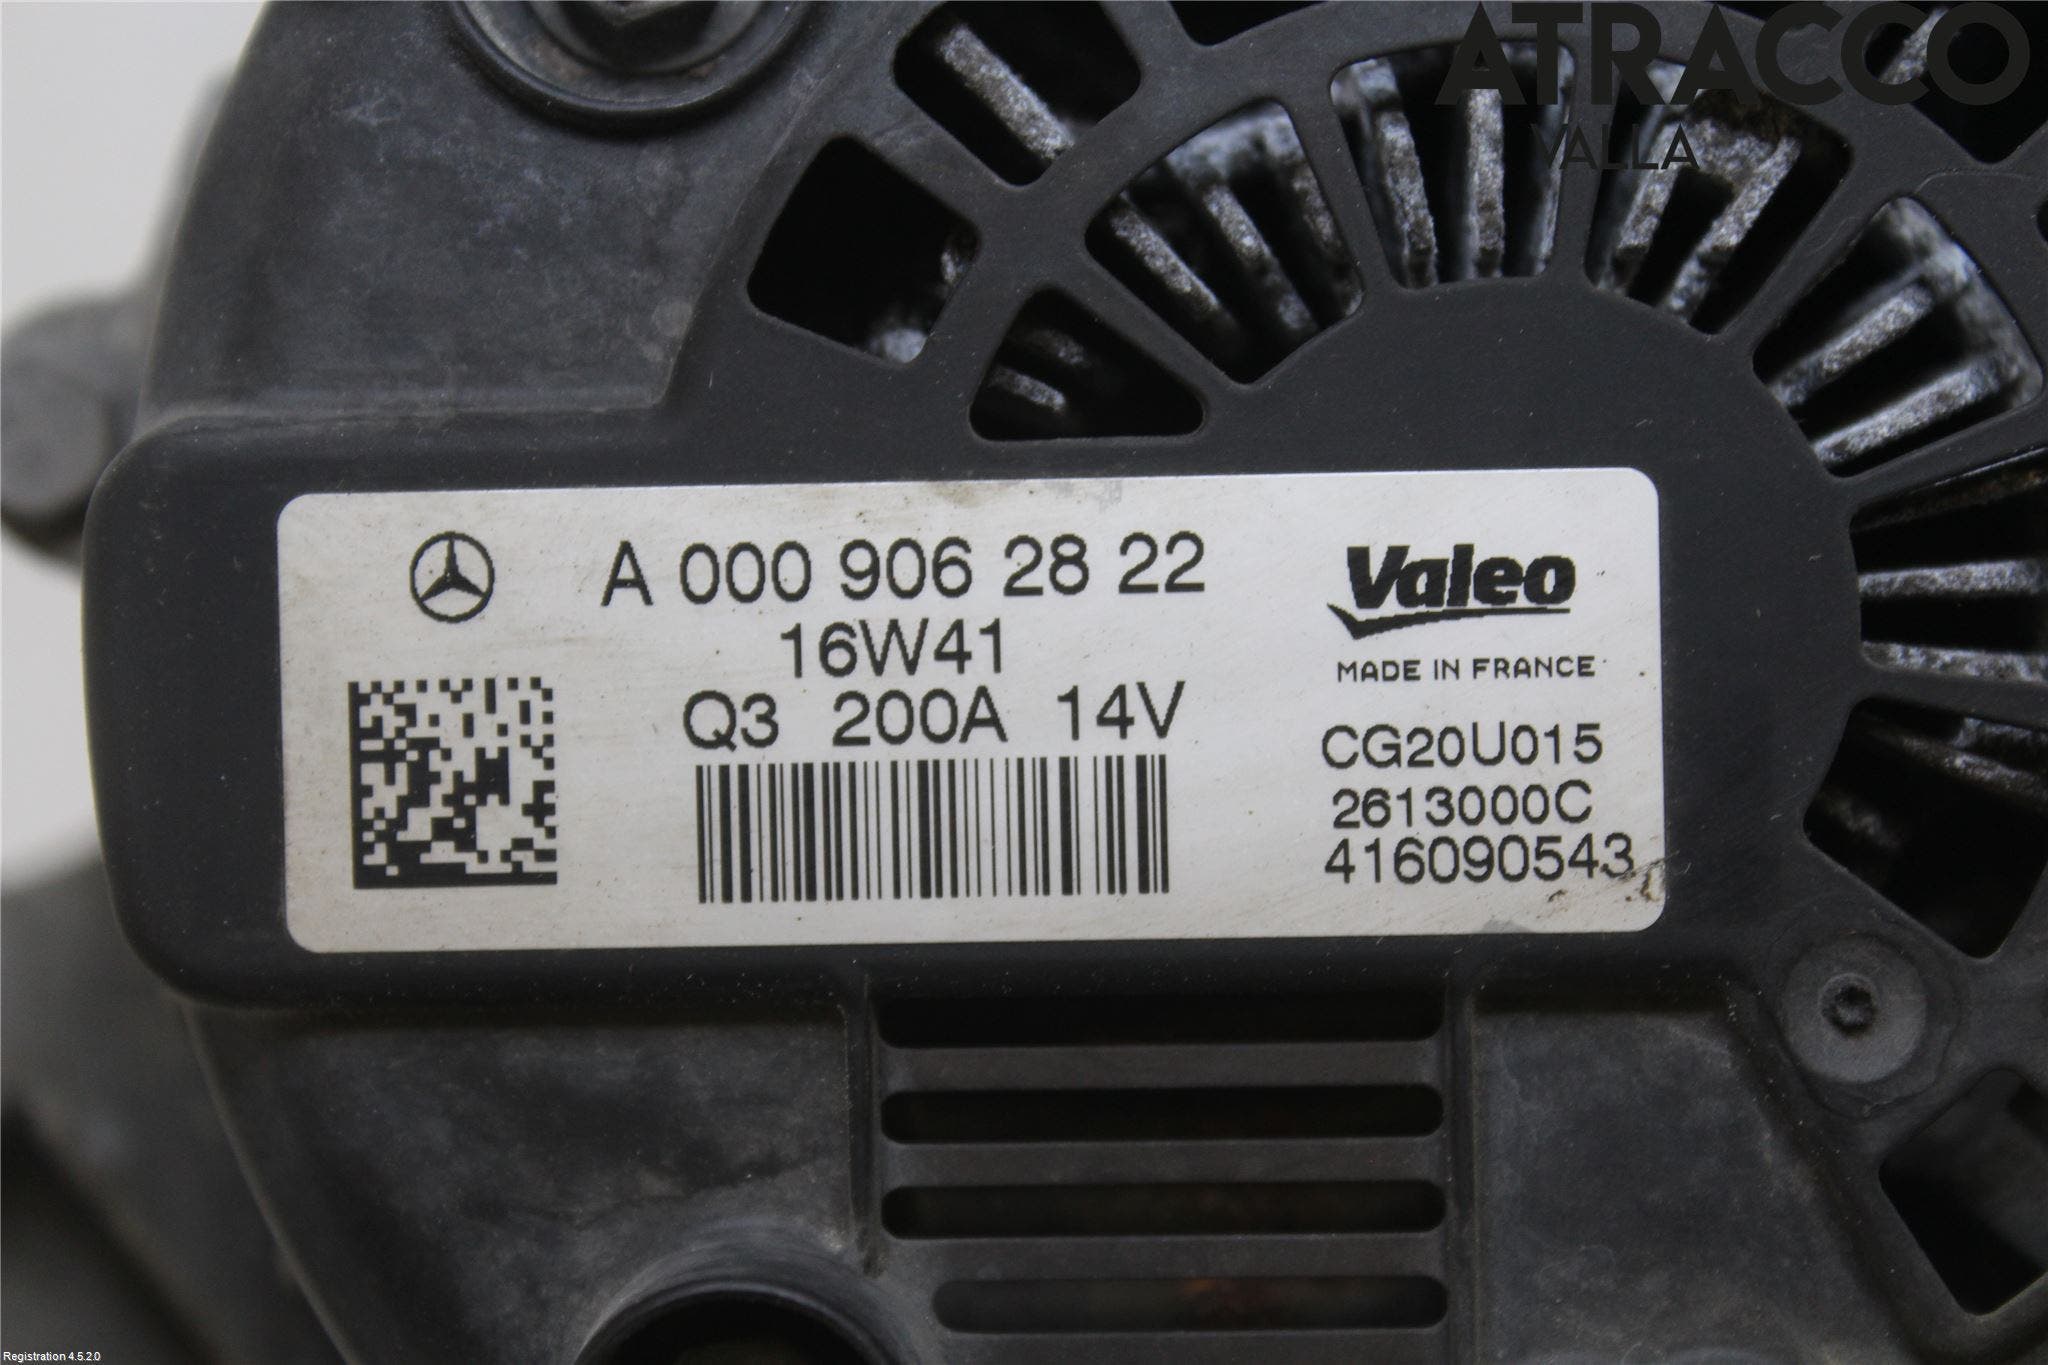 ATRACCO
VALLA
A 000 906 28 22
16W41
Q3 200A 14V
Valeo
MADE IN FRANCE
CG20U015
2613000C
416090543
Registration 4.5.2.0